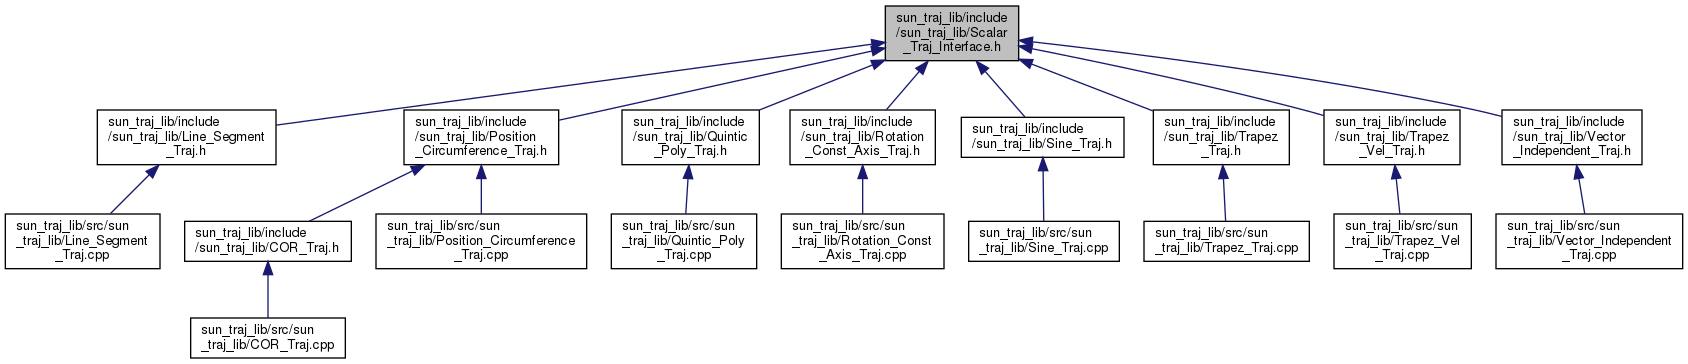 sun_traj_lib/include
/sun_traj_lib/Scalar
_Traj_Interface.h
sun_traj_lib/include
/sun_traj_lib/Line_Segment
_Traj.h
sun_traj_lib/include
/sun_traj_lib/Position
_Circumference_Traj.h
sun_traj_lib/include
/sun_traj_lib/Quintic
_Poly_Traj.h
sun_traj_lib/include
/sun_traj_lib/Rotation
_Const_Axis_Traj.h
sun_traj_lib/include
/sun_traj_lib/Sine_Traj.h
sun_traj_lib/include
/sun_traj_lib/Trapez
_Traj.h
sun_traj_lib/include
/sun_traj_lib/Trapez
_Vel_Traj.h
sun_traj_lib/include
/sun_traj_lib/Vector
_Independent_Traj.h
sun_traj_lib/src/sun
_traj_lib/Line_Segment
_Traj.cpp
sun_traj_lib/include
/sun_traj_lib/COR_Traj.h
sun_traj_lib/src/sun
_traj_lib/Position_Circumference
_Traj.cpp
sun_traj_lib/src/sun
_traj_lib/Quintic_Poly
_Traj.cpp
sun_traj_lib/src/sun
_traj_lib/Rotation_Const
_Axis_Traj.cpp
sun_traj_lib/src/sun
_traj_lib/Sine_Traj.cpp
sun_traj_lib/src/sun
_traj_lib/Trapez_Traj.cpp
sun_traj_lib/src/sun
_traj_lib/Trapez_Vel
_Traj.cpp
sun_traj_lib/src/sun
_traj_lib/Vector_Independent
_Traj.cpp
sun_traj_lib/src/sun
_traj_lib/COR_Traj.cpp